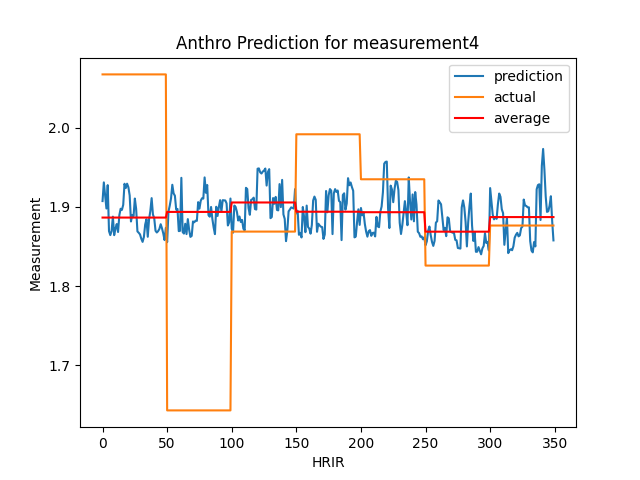 Anthro Prediction for measurement4
prediction
actual
average
2.0
1.9
1.8
1.7
Measurement
0 50 100 150 200 250 300 350
HRIR